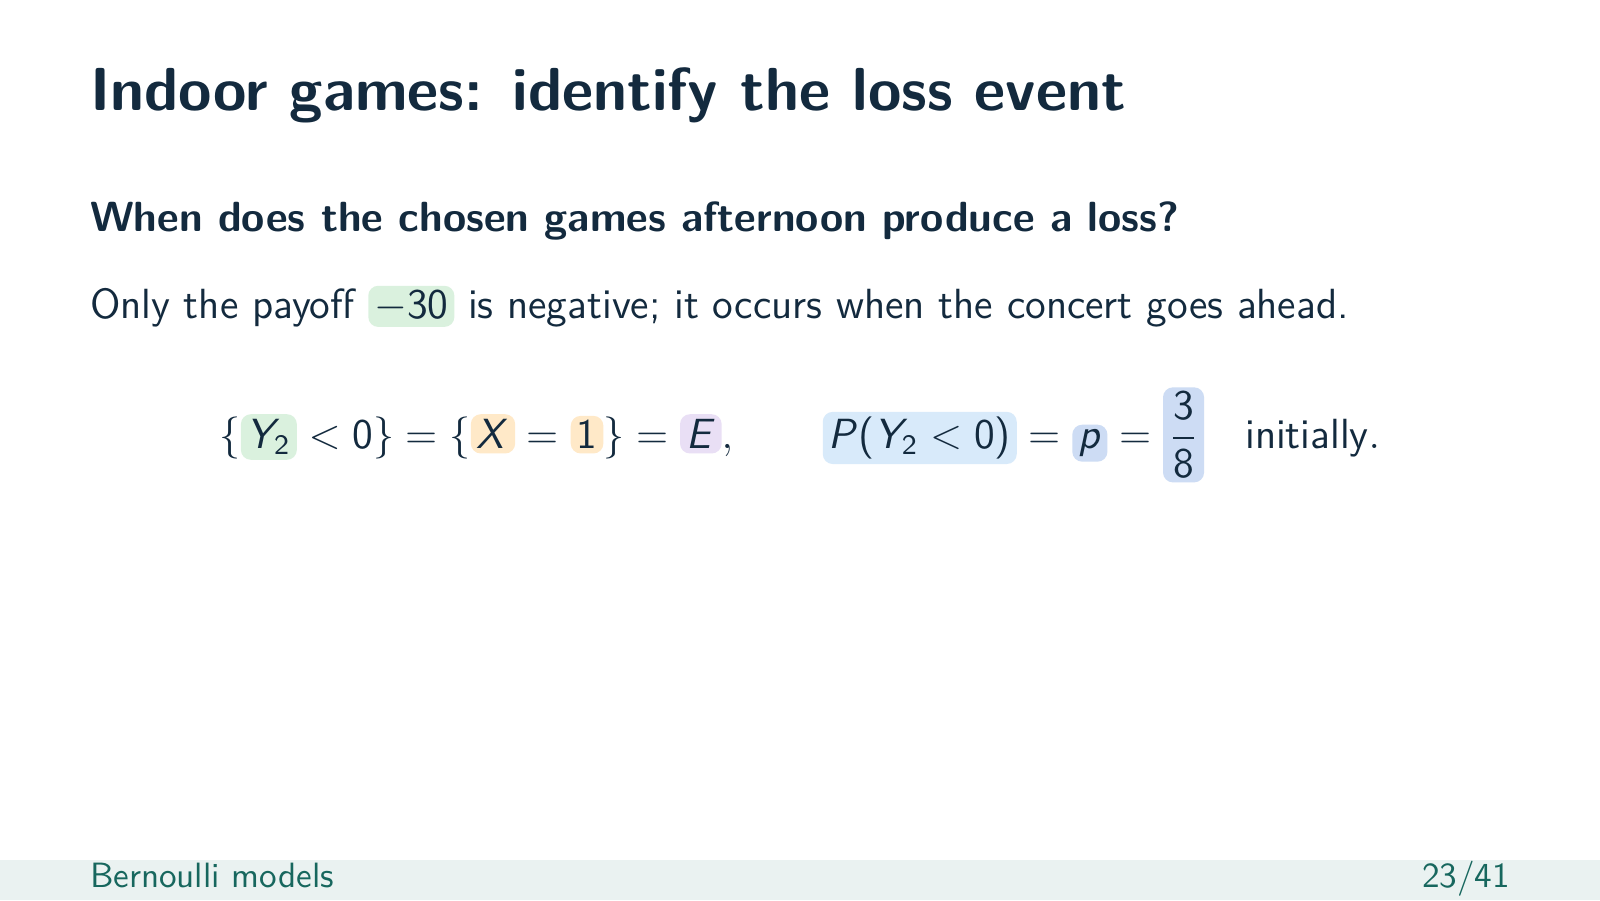 Indoor games: identify the loss event
When does the chosen games afternoon produce a loss?
Only the payoff −30 is negative; it occurs when the concert goes ahead.
{Y₂ < 0} = {X = 1} = E, P(Y₂ < 0) = p = 3/8 initially.
Bernoulli models 23/41